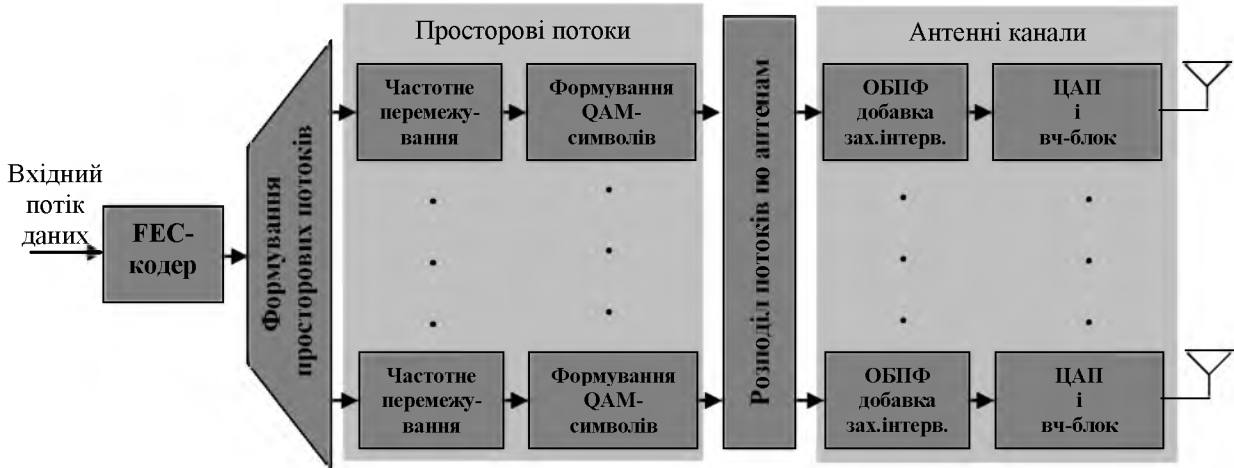 Вхідний
потік
даних
FEC-
кодер
Формування
просторових потоків
Просторові потоки
Частотне
перемежу-
вання
Формування
QAM-
символів
Частотне
перемежу-
вання
Формування
QAM-
символів
Розподіл потоків по антенам
Антенні канали
ОБПФ
добавка
зах.інтерв.
ЦАП
і
вч-блок
ОБПФ
добавка
зах.інтерв.
ЦАП
і
вч-блок